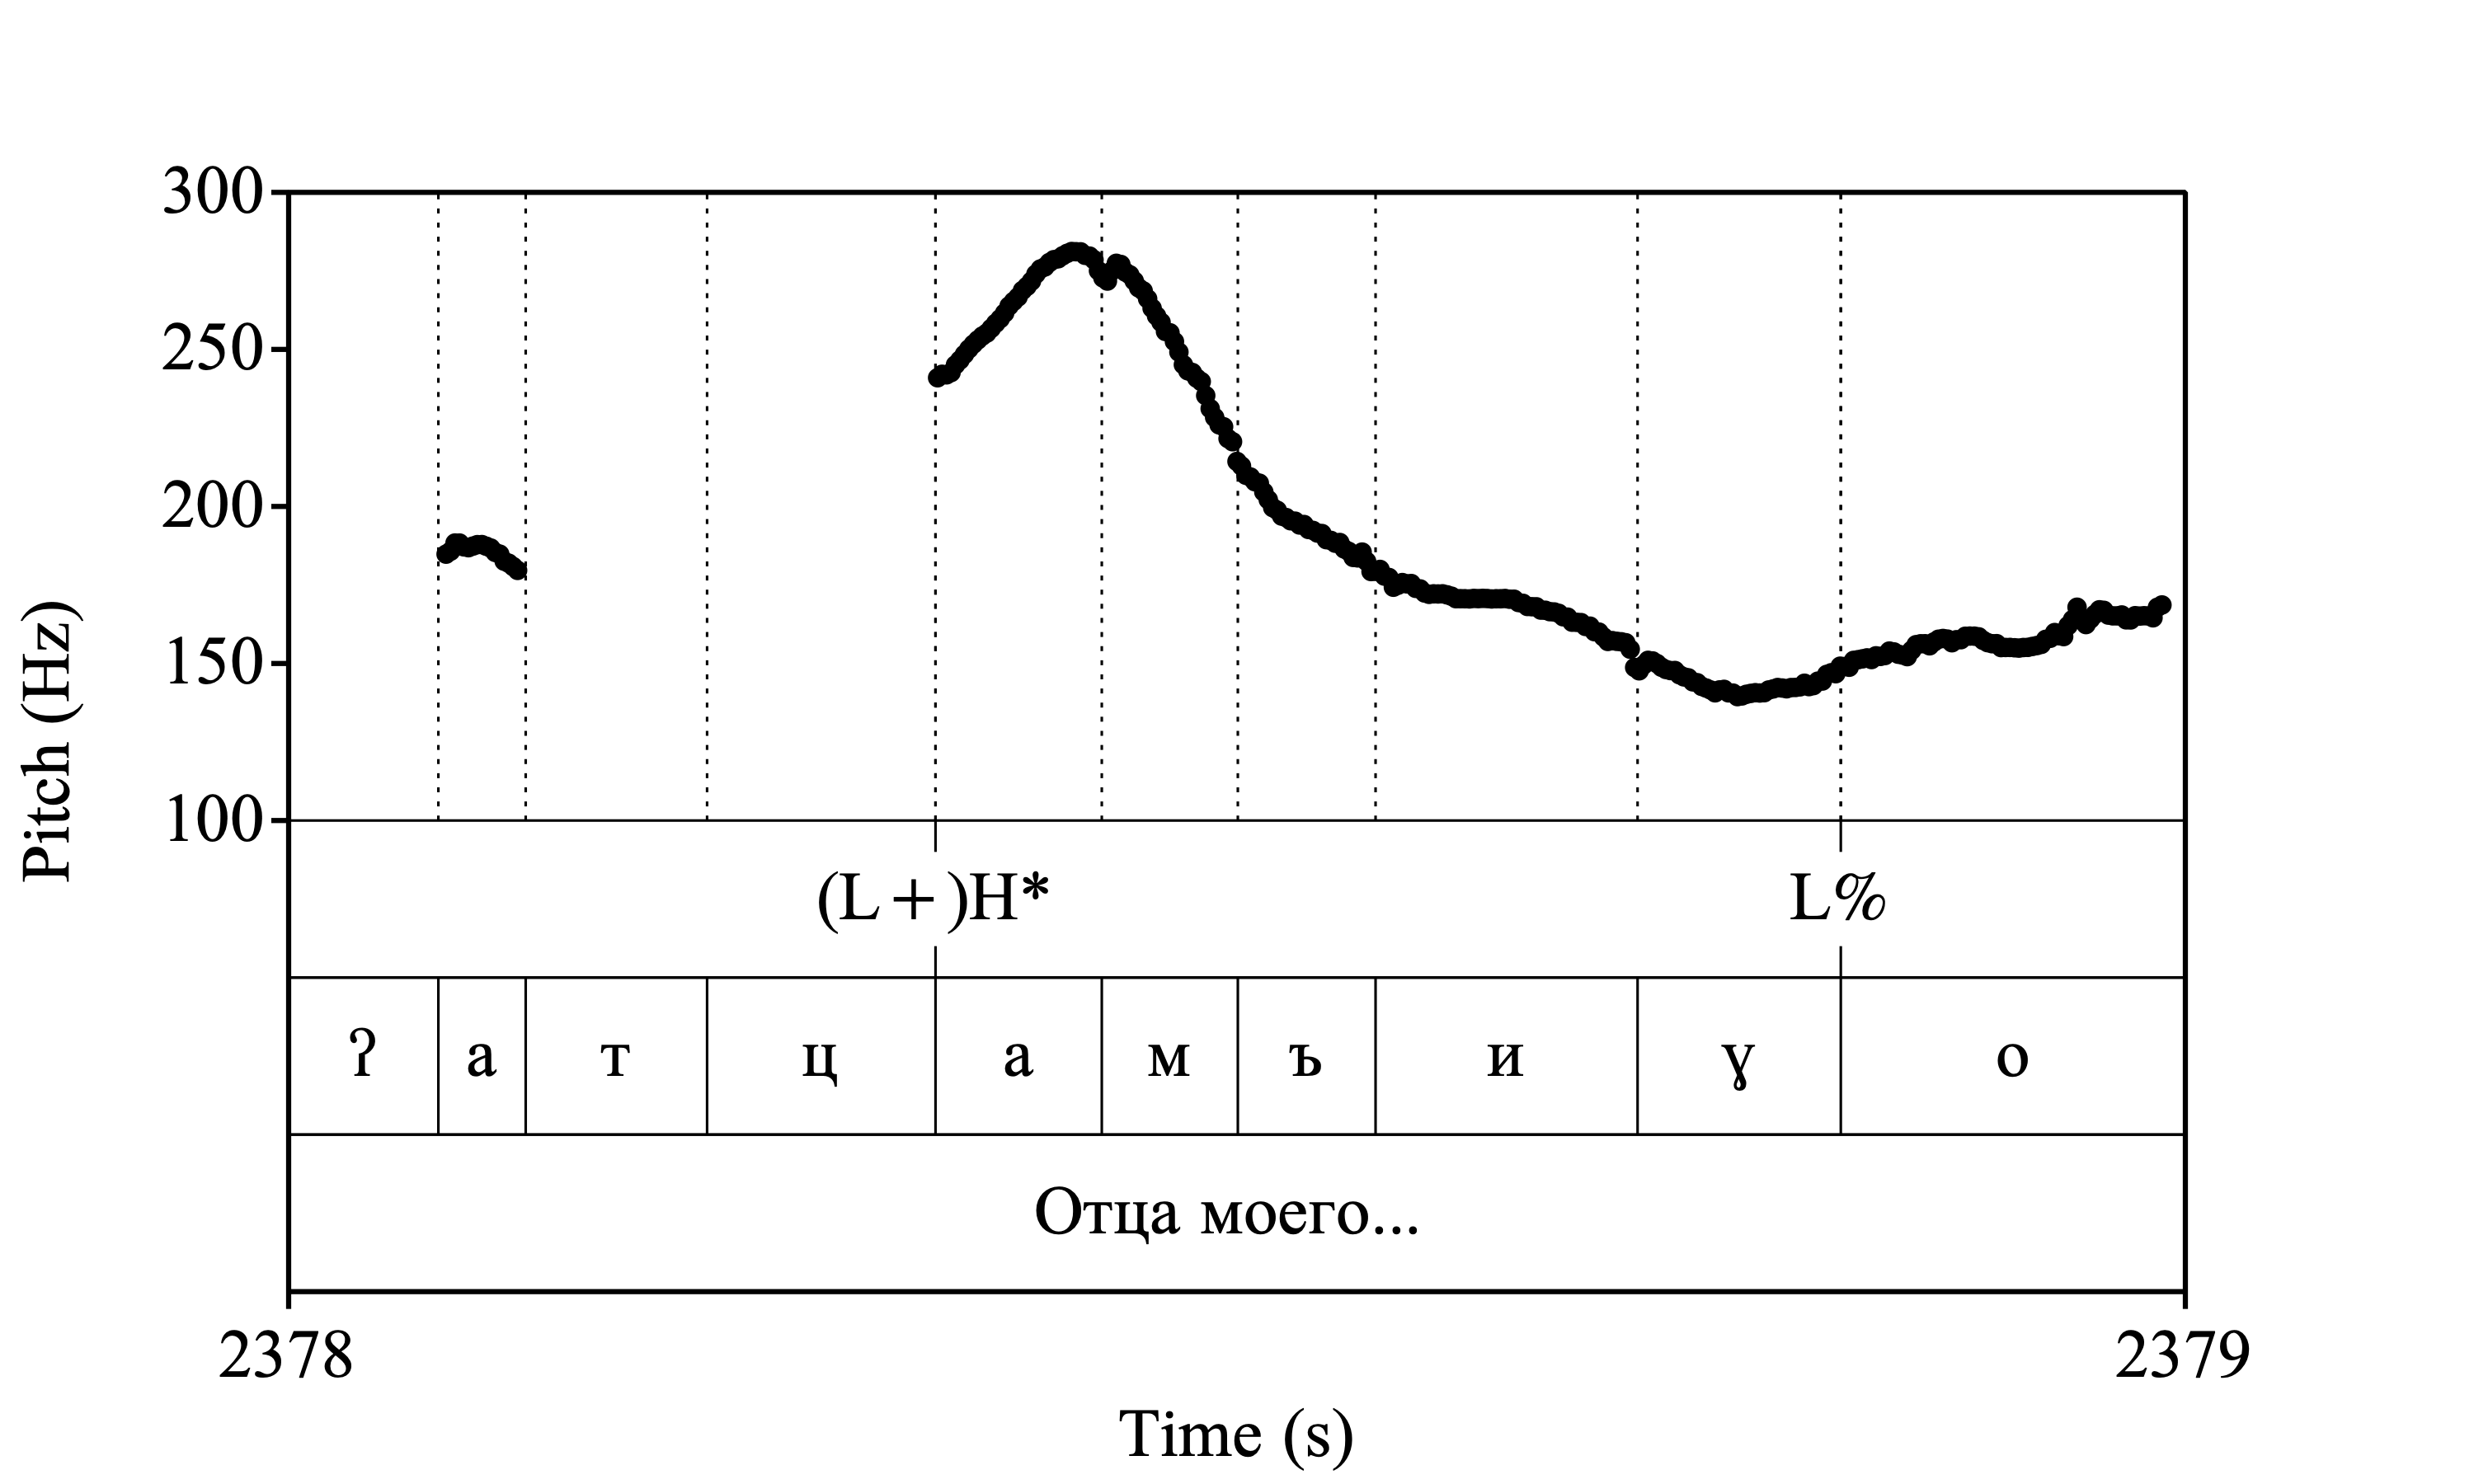 300
250
200
150
100
Pitch (Hz)
(L+)H* L%
ʔ а т ц а м ъ и ɣ о
Отца моего...
2378 2379
Time (s)